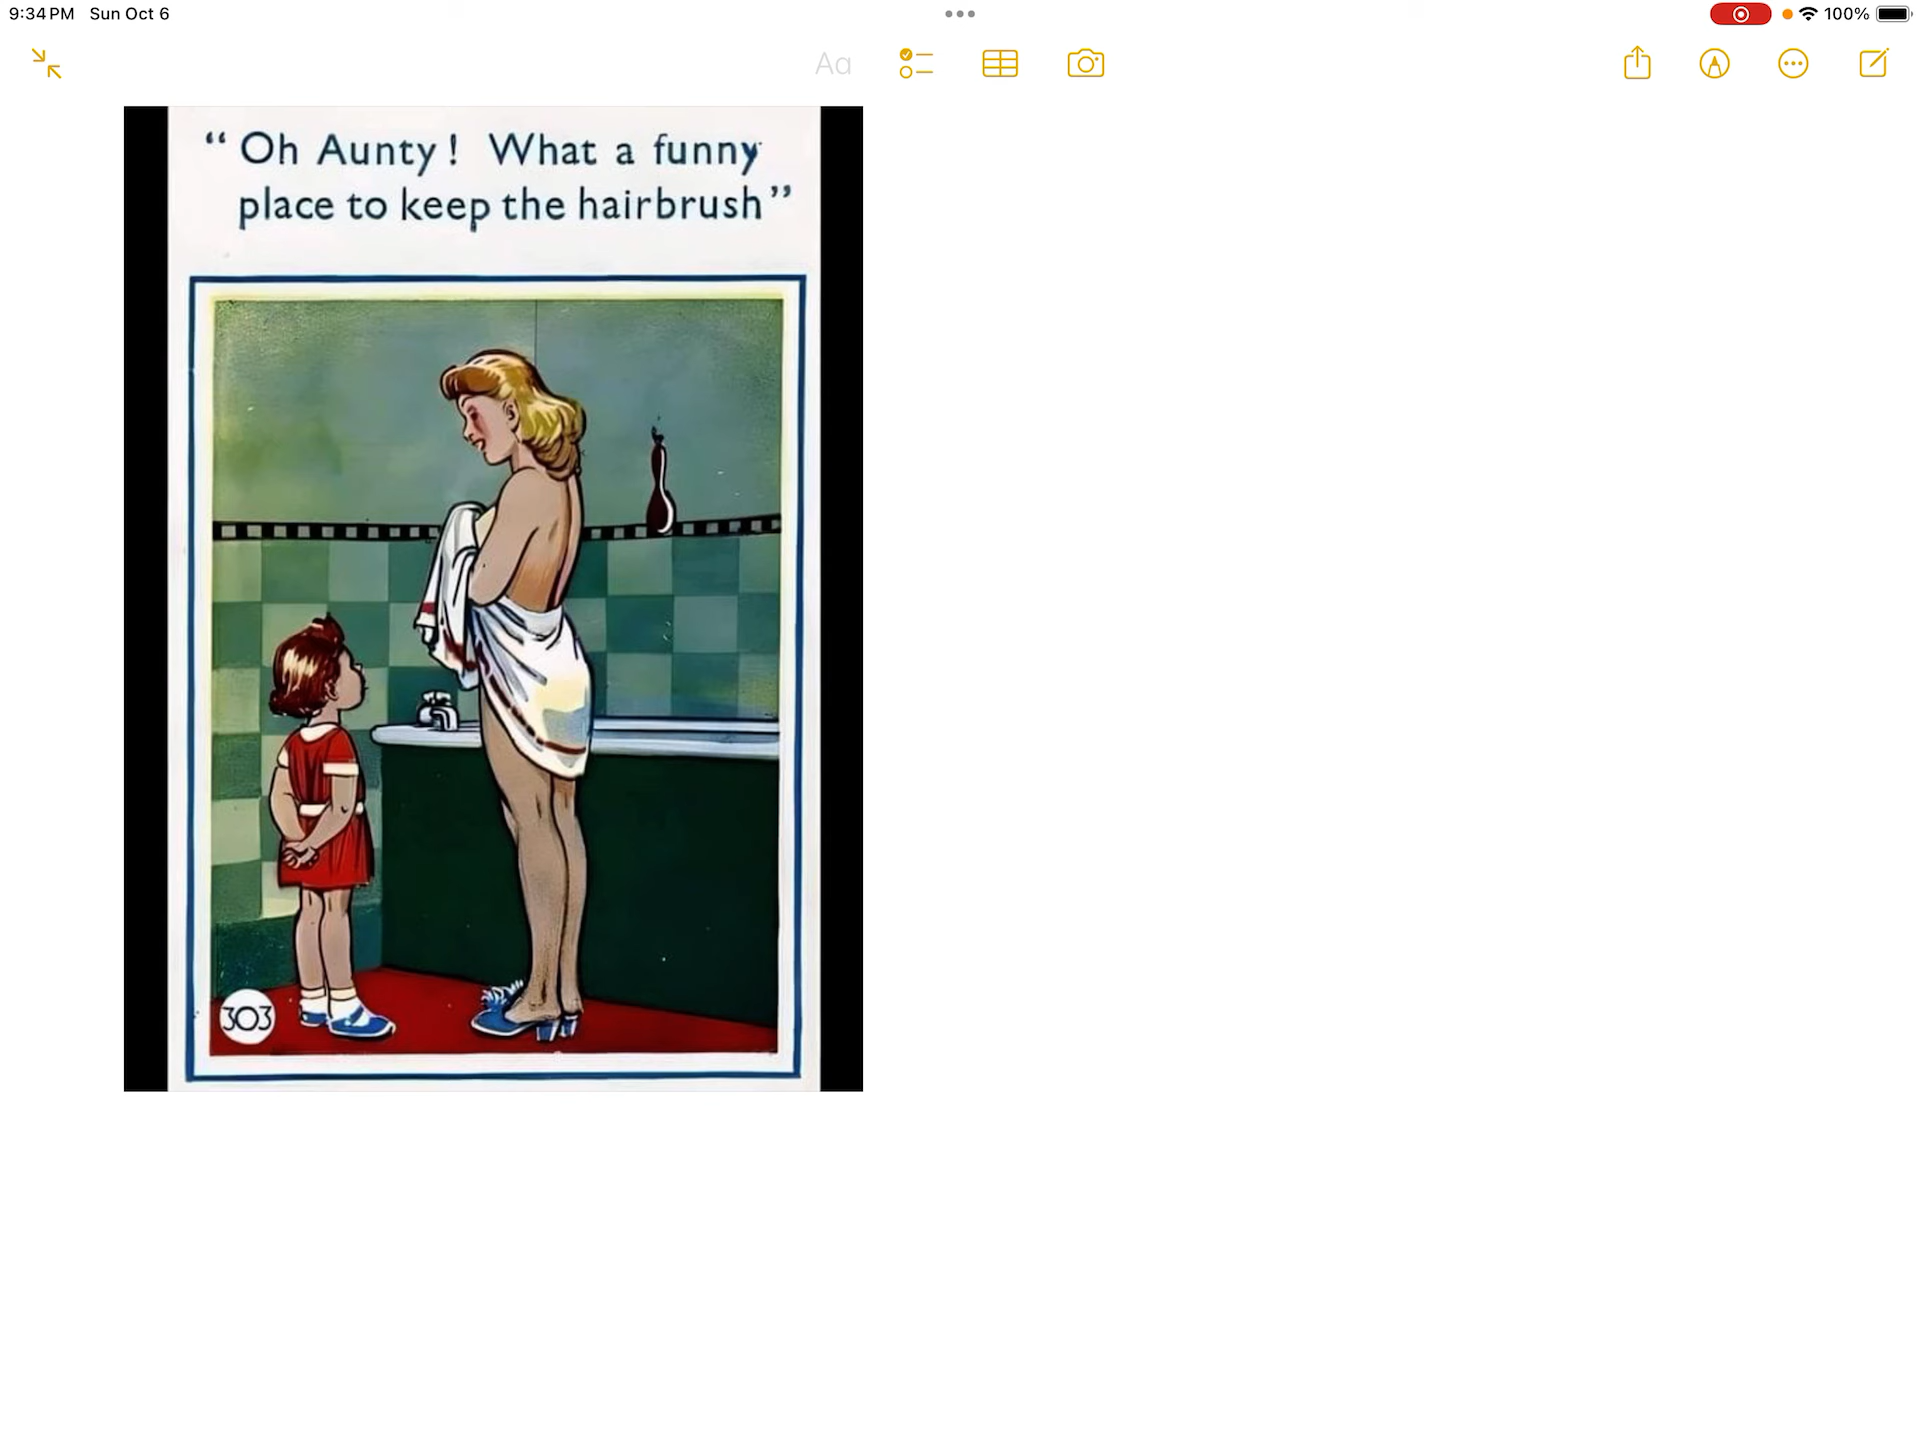 9:34 PM Sun Oct 6
100%
Aa
“ Oh Aunty ! What a funny
place to keep the hairbrush ”
303